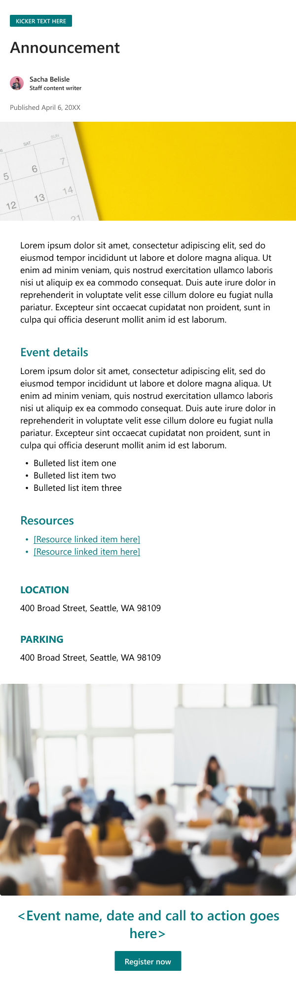 KICKER TEXT HERE
Announcement
Sacha Belisle
Staff content writer
Published April 6, 20XX
SAT
SUN
5
6
7
12
13
14
21
Lorem ipsum dolor sit amet, consectetur adipiscing elit, sed do
eiusmod tempor incididunt ut labore et dolore magna aliqua. Ut
enim ad minim veniam, quis nostrud exercitation ullamco laboris
nisi ut aliquip ex ea commodo consequat. Duis aute irure dolor in
reprehenderit in voluptate velit esse cillum dolore eu fugiat nulla
pariatur. Excepteur sint occaecat cupidatat non proident, sunt in
culpa qui officia deserunt mollit anim id est laborum.
Event details
Lorem ipsum dolor sit amet, consectetur adipiscing elit, sed do
eiusmod tempor incididunt ut labore et dolore magna aliqua. Ut
enim ad minim veniam, quis nostrud exercitation ullamco laboris
nisi ut aliquip ex ea commodo consequat. Duis aute irure dolor in
reprehenderit in voluptate velit esse cillum dolore eu fugiat nulla
pariatur. Excepteur sint occaecat cupidatat non proident, sunt in
culpa qui officia deserunt mollit anim id est laborum.
• Bulleted list item one
• Bulleted list item two
• Bulleted list item three
Resources
• [Resource linked item here]
• [Resource linked item here]
LOCATION
400 Broad Street, Seattle, WA 98109
PARKING
400 Broad Street, Seattle, WA 98109
<Event name, date and call to action goes
here>
Register now